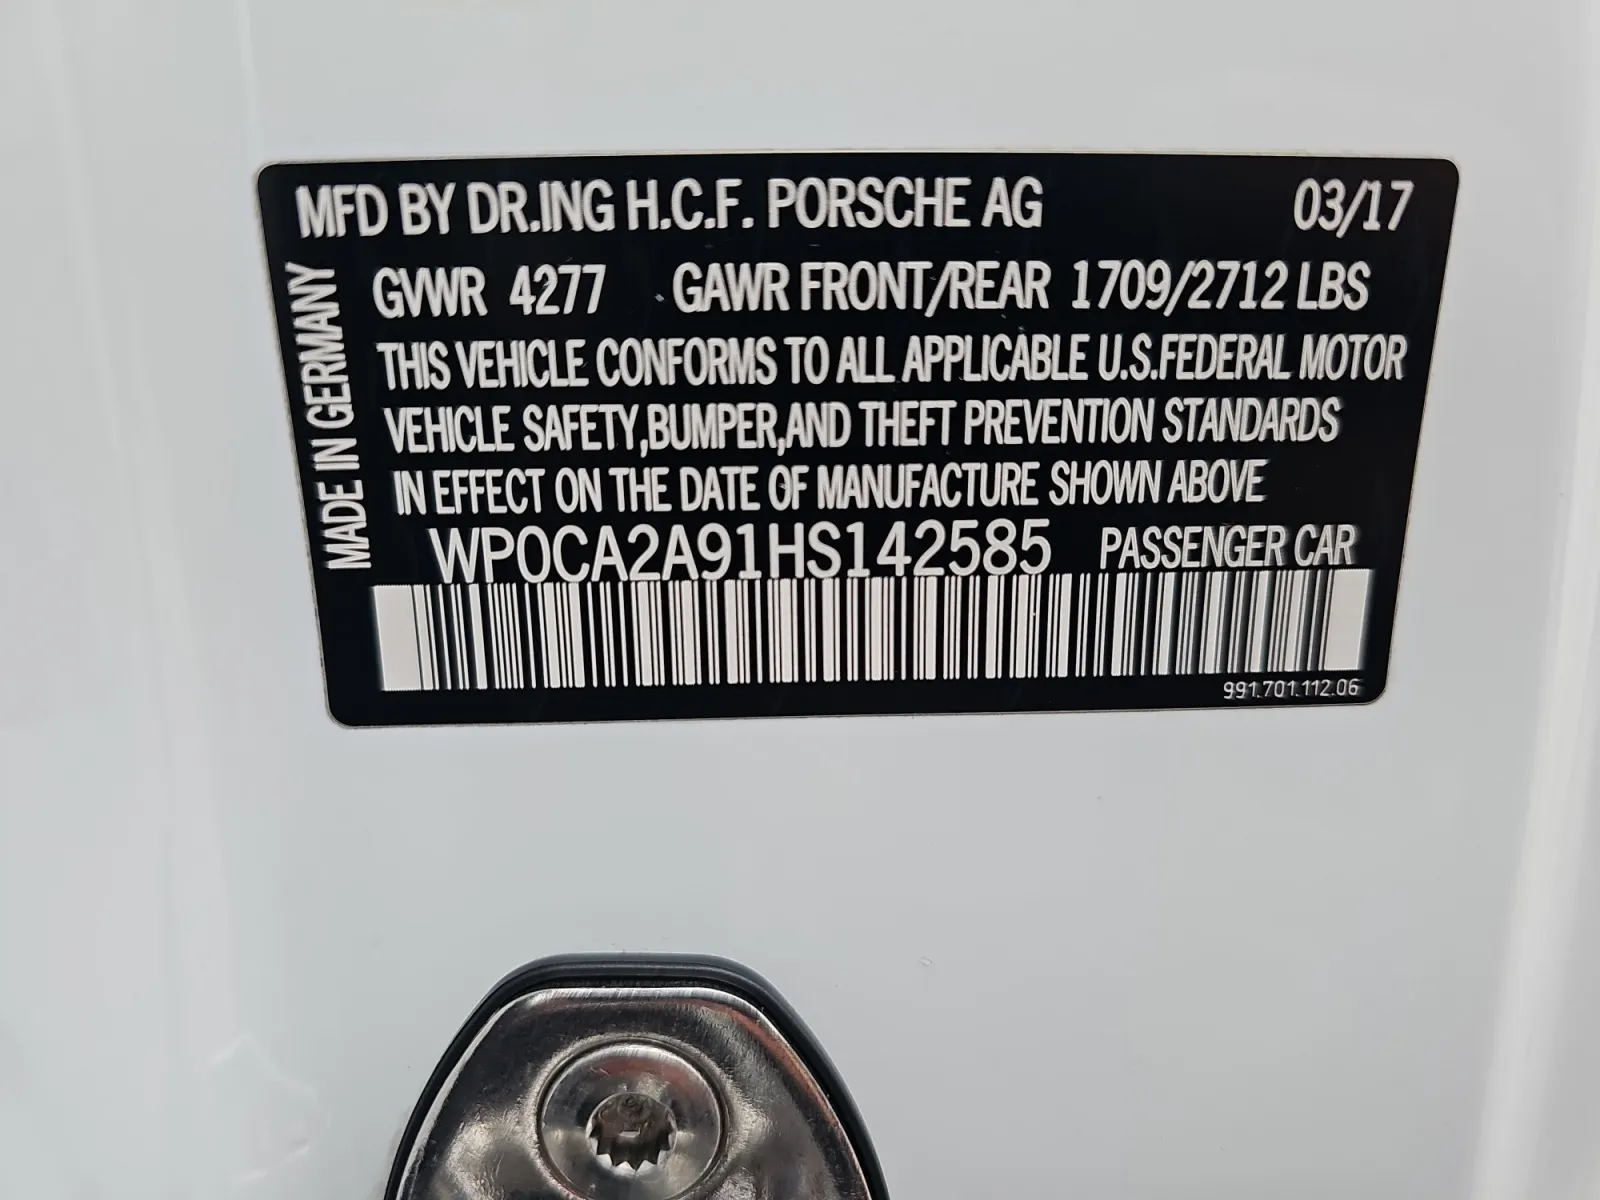 MFD BY DR.ING H.C.F. PORSCHE AG 03/17
MADE IN GERMANY
GVWR 4277 GAWR FRONT/REAR 1709/2712 LBS
THIS VEHICLE CONFORMS TO ALL APPLICABLE U.S.FEDERAL MOTOR
VEHICLE SAFETY,BUMPER,AND THEFT PREVENTION STANDARDS
IN EFFECT ON THE DATE OF MANUFACTURE SHOWN ABOVE
WP0CA2A91HS142585 PASSENGER CAR
991.701.112.06